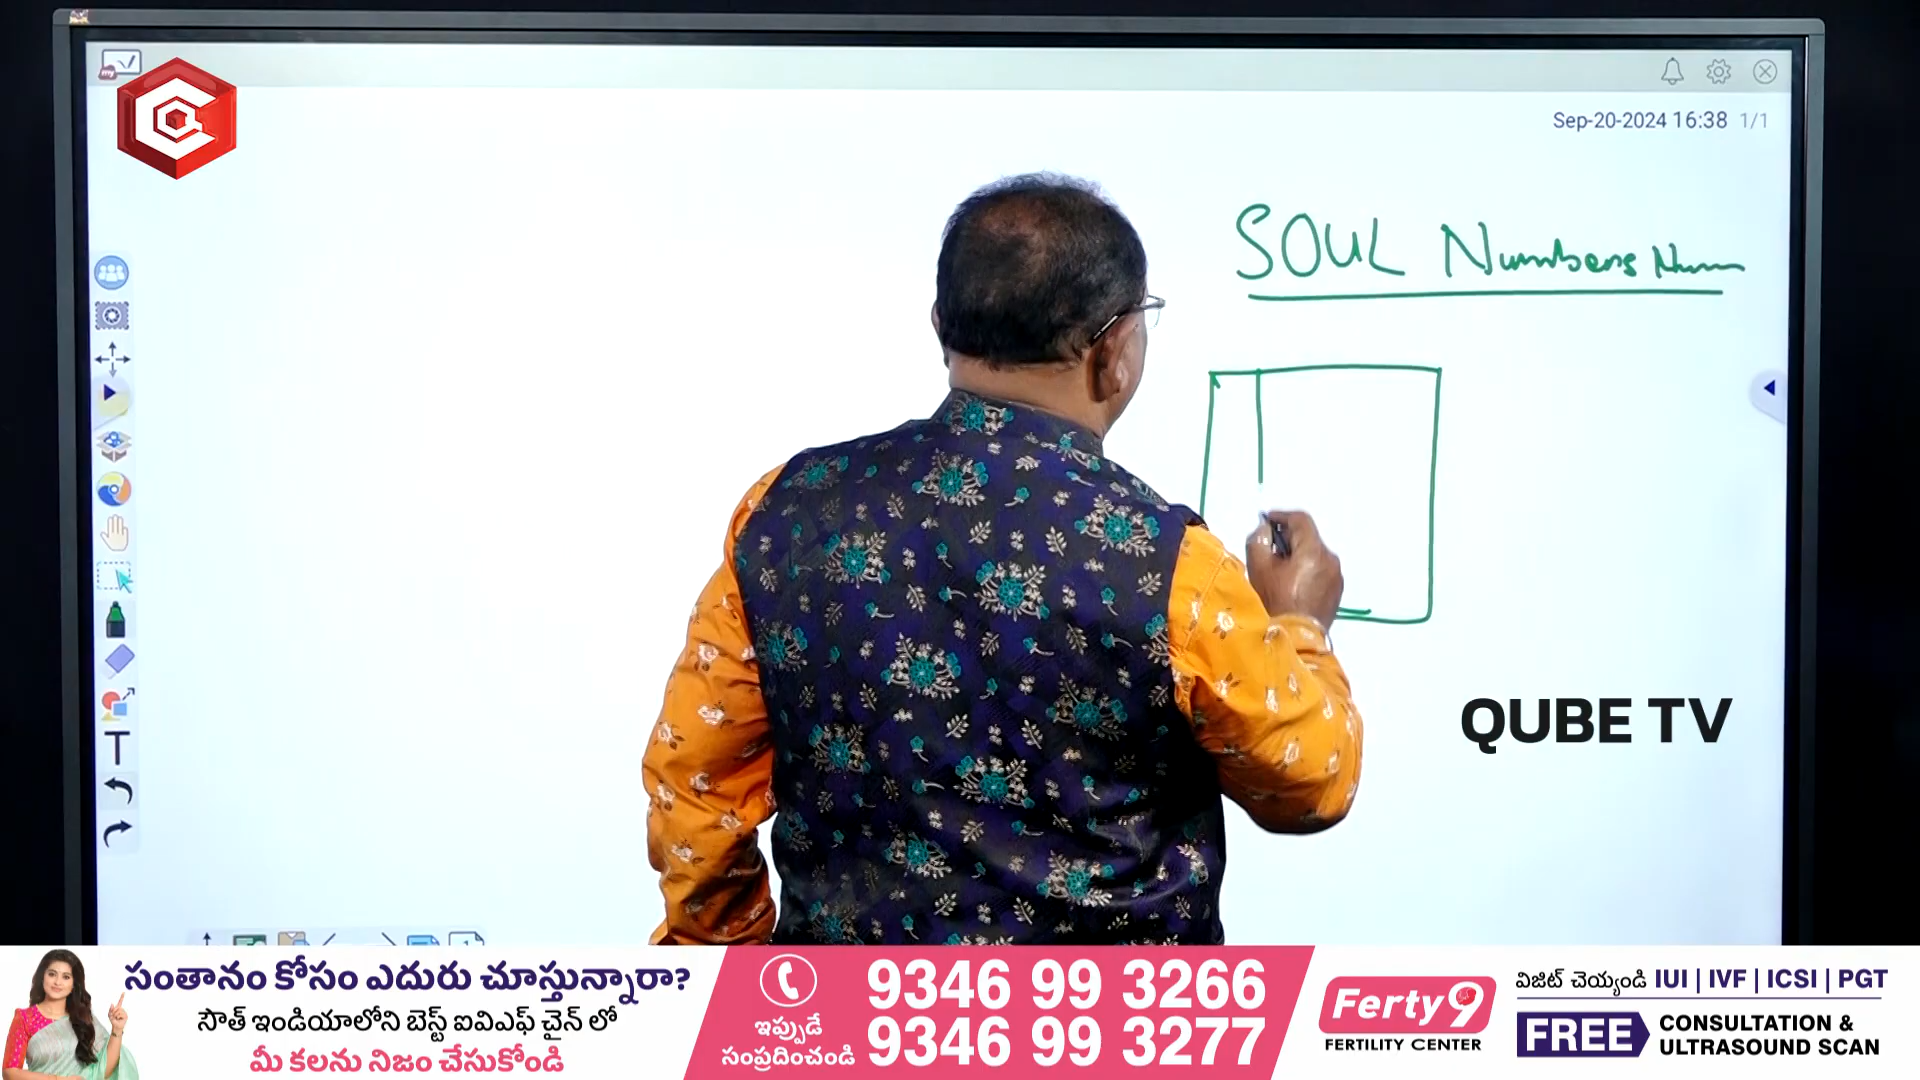 Sep-20-2024 16:38 1/1
SOUL Numbers
QUBE TV
సంతానం కోసం ఎదురు చూస్తున్నారా?
సౌత్ ఇండియాలోని బెస్ట్ ఐవిఎఫ్ చైన్ లో
మీ కలను నిజం చేసుకోండి
ఇప్పుడే
సంప్రదించండి
9346 99 3266
9346 99 3277
Ferty9
FERTILITY CENTER
విజిట్ చెయ్యండి IUI | IVF | ICSI | PGT
FREE CONSULTATION &
ULTRASOUND SCAN